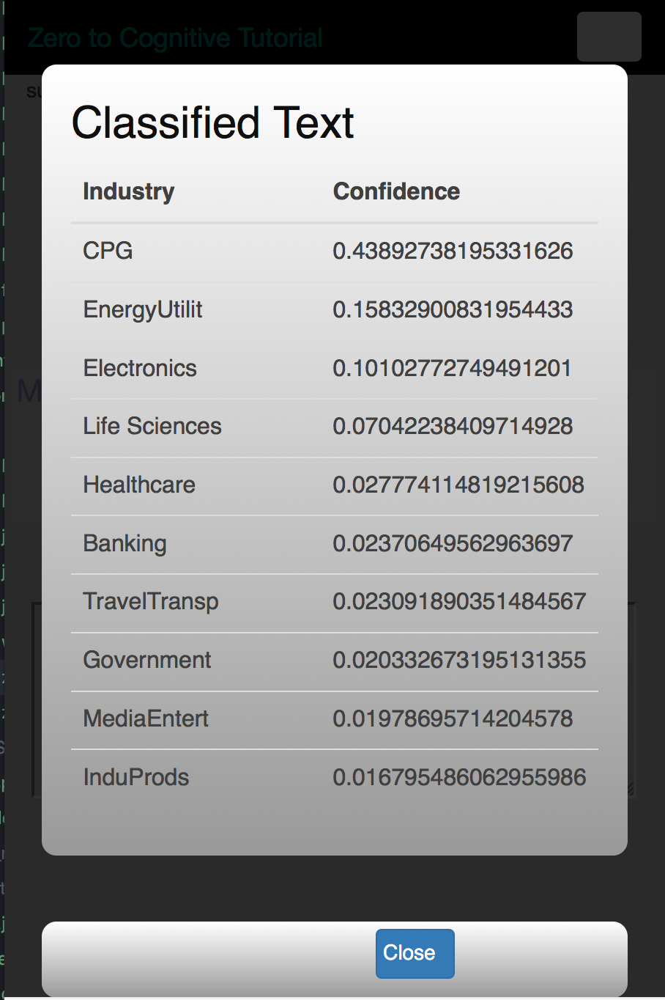 Zero to Cognitive Tutorial
Classified Text
Industry Confidence
CPG 0.43892738195331626
EnergyUtilit 0.15832900831954433
Electronics 0.10102772749491201
Life Sciences 0.07042238409714928
Healthcare 0.027774114819215608
Banking 0.02370649562963697
TravelTransp 0.023091890351484567
Government 0.020332673195131355
MediaEntert 0.01978695714204578
InduProds 0.016795486062955986
Close